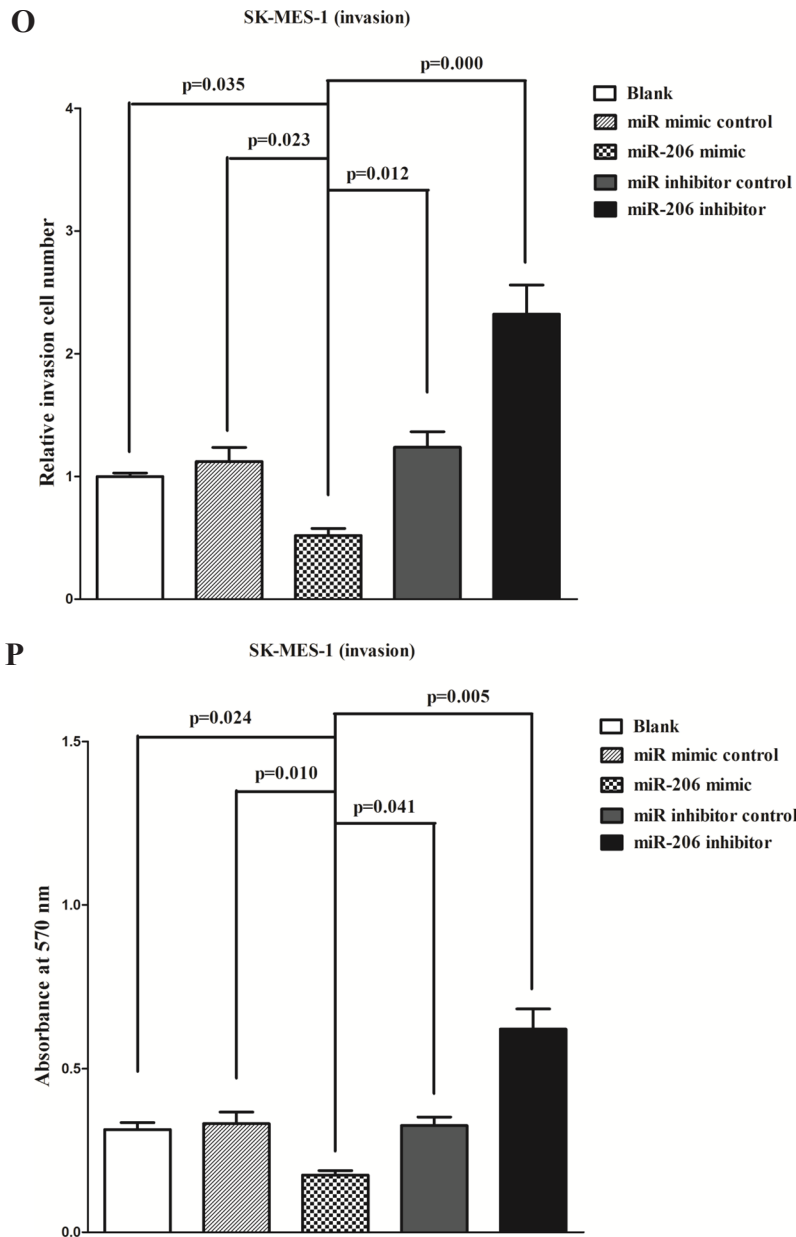 O
SK-MES-1 (invasion)
p=0.000
p=0.035
p=0.023
p=0.012
4
3
2
1
0
Relative invasion cell number
Blank
miR mimic control
miR-206 mimic
miR inhibitor control
miR-206 inhibitor
P
SK-MES-1 (invasion)
p=0.005
p=0.024
p=0.010
p=0.041
1.5
1.0
0.5
0.0
Absorbance at 570 nm
Blank
miR mimic control
miR-206 mimic
miR inhibitor control
miR-206 inhibitor